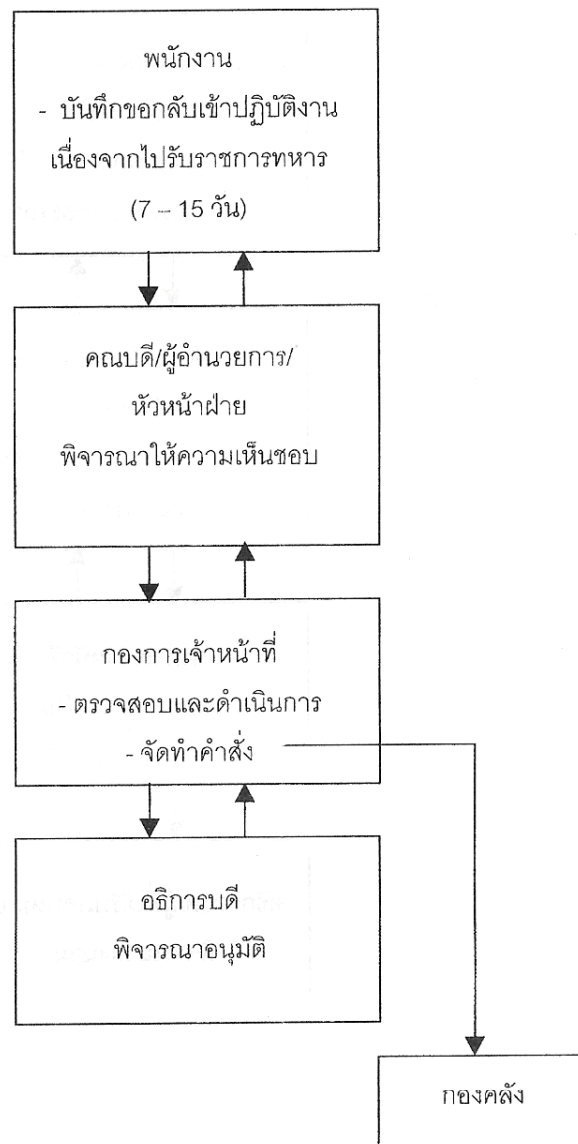 พนักงาน
- บันทึกขอกลับเข้าปฏิบัติงาน
เนื่องจากไปรับราชการทหาร
(7 – 15 วัน)
คณบดี/ผู้อำนวยการ/
หัวหน้าฝ่าย
พิจารณาให้ความเห็นชอบ
กองการเจ้าหน้าที่
- ตรวจสอบและดำเนินการ
- จัดทำคำสั่ง
อธิการบดี
พิจารณาอนุมัติ
กองคลัง